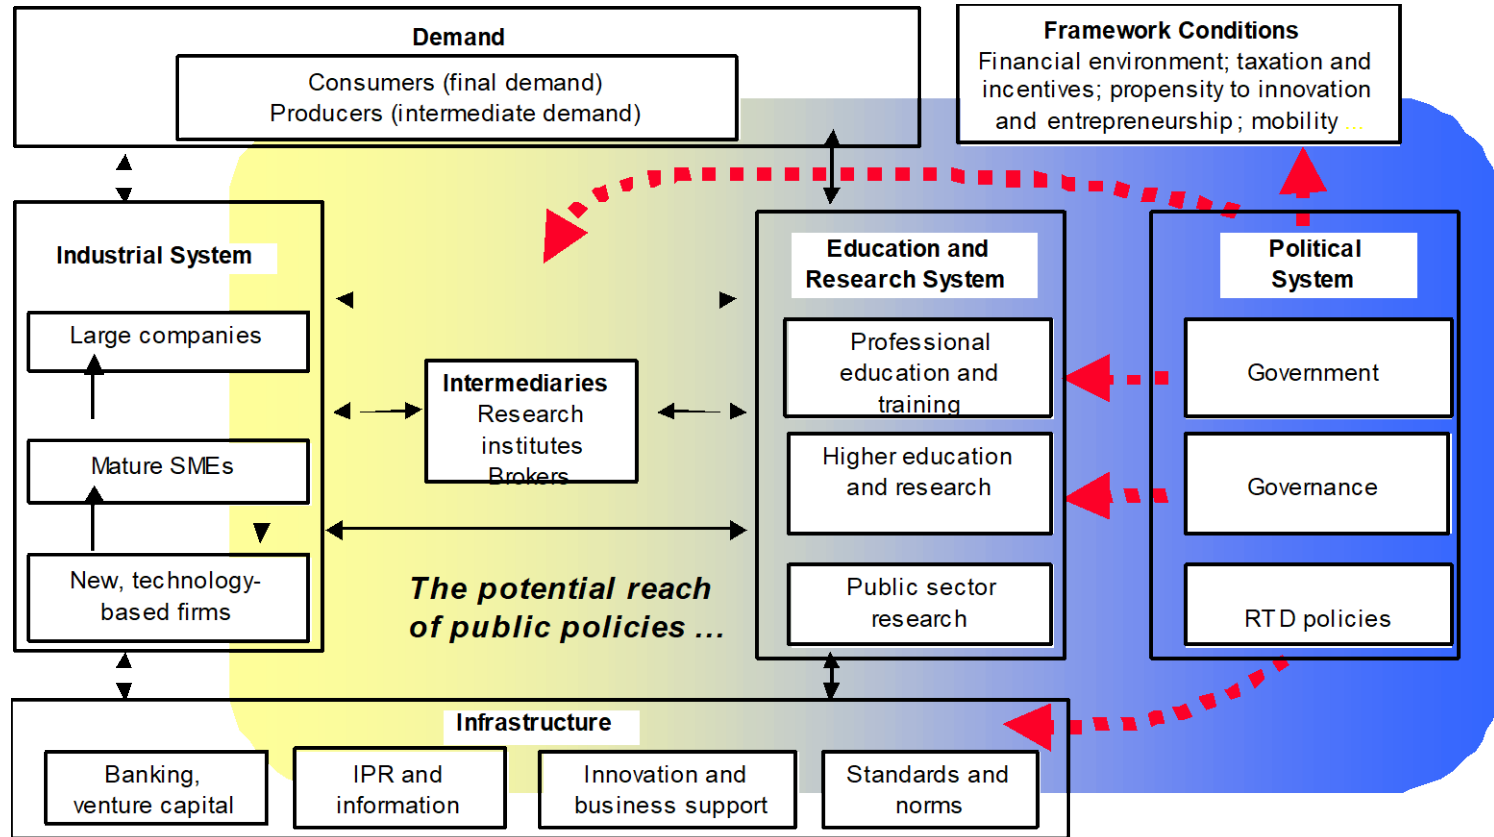 Demand
Consumers (final demand)
Producers (intermediate demand)
Framework Conditions
Financial environment; taxation and
incentives; propensity to innovation
and entrepreneurship; mobility ...
Industrial System
Large companies
Mature SMEs
New, technology-
based firms
Intermediaries
Research
institutes
Brokers
The potential reach
of public policies ...
Education and
Research System
Professional
education and
training
Higher education
and research
Public sector
research
Political
System
Government
Governance
RTD policies
Infrastructure
Banking,
venture capital
IPR and
information
Innovation and
business support
Standards and
norms